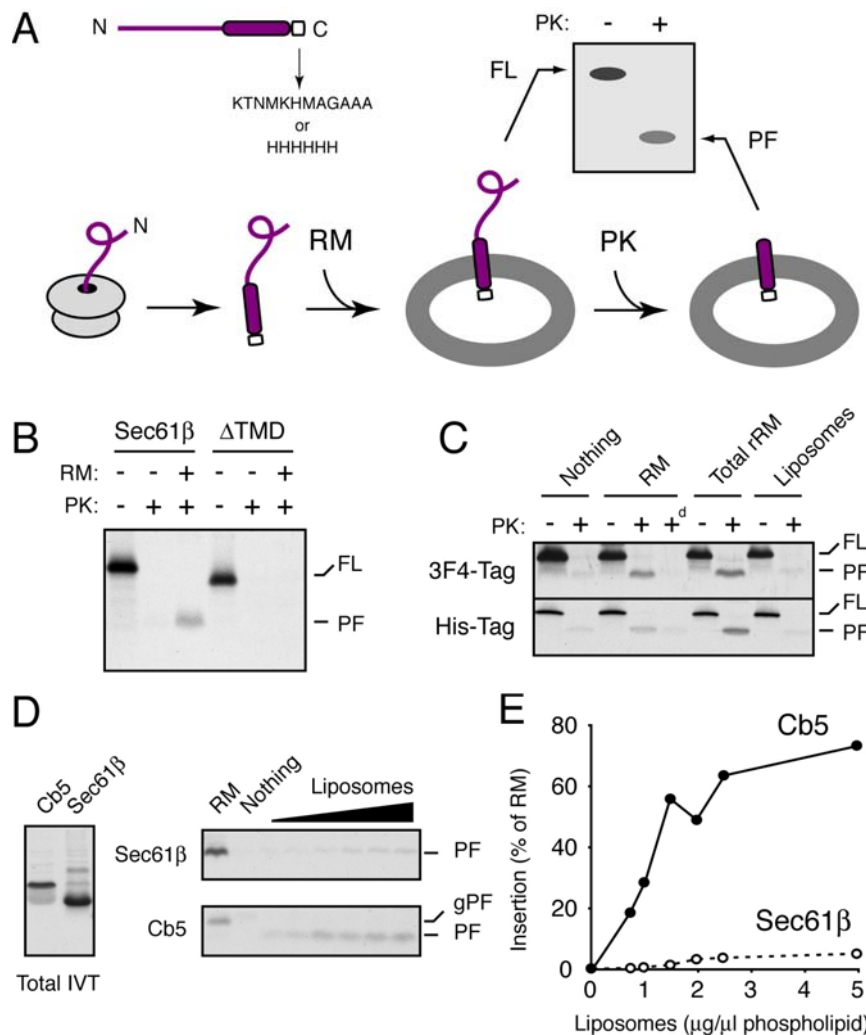 A
N
C
KTNMKHMAGAAA
or
HHHHHH
PK: - +
FL
PF
N
RM
PK
B
Sec61β ΔTMD
RM: - - + - - +
PK: - + + - + +
FL
PF
C
Nothing RM Total rRM Liposomes
PK: - + - + +d - + - +
3F4-Tag FL
PF
His-Tag FL
PF
D
Cb5 Sec61β
Total IVT
RM Nothing Liposomes
Sec61β PF
Cb5 gPF
PF
E
Insertion (% of RM)
80
60
40
20
0
Cb5
Sec61β
0 1 2 3 4 5
Liposomes (μg/μl phospholipid)